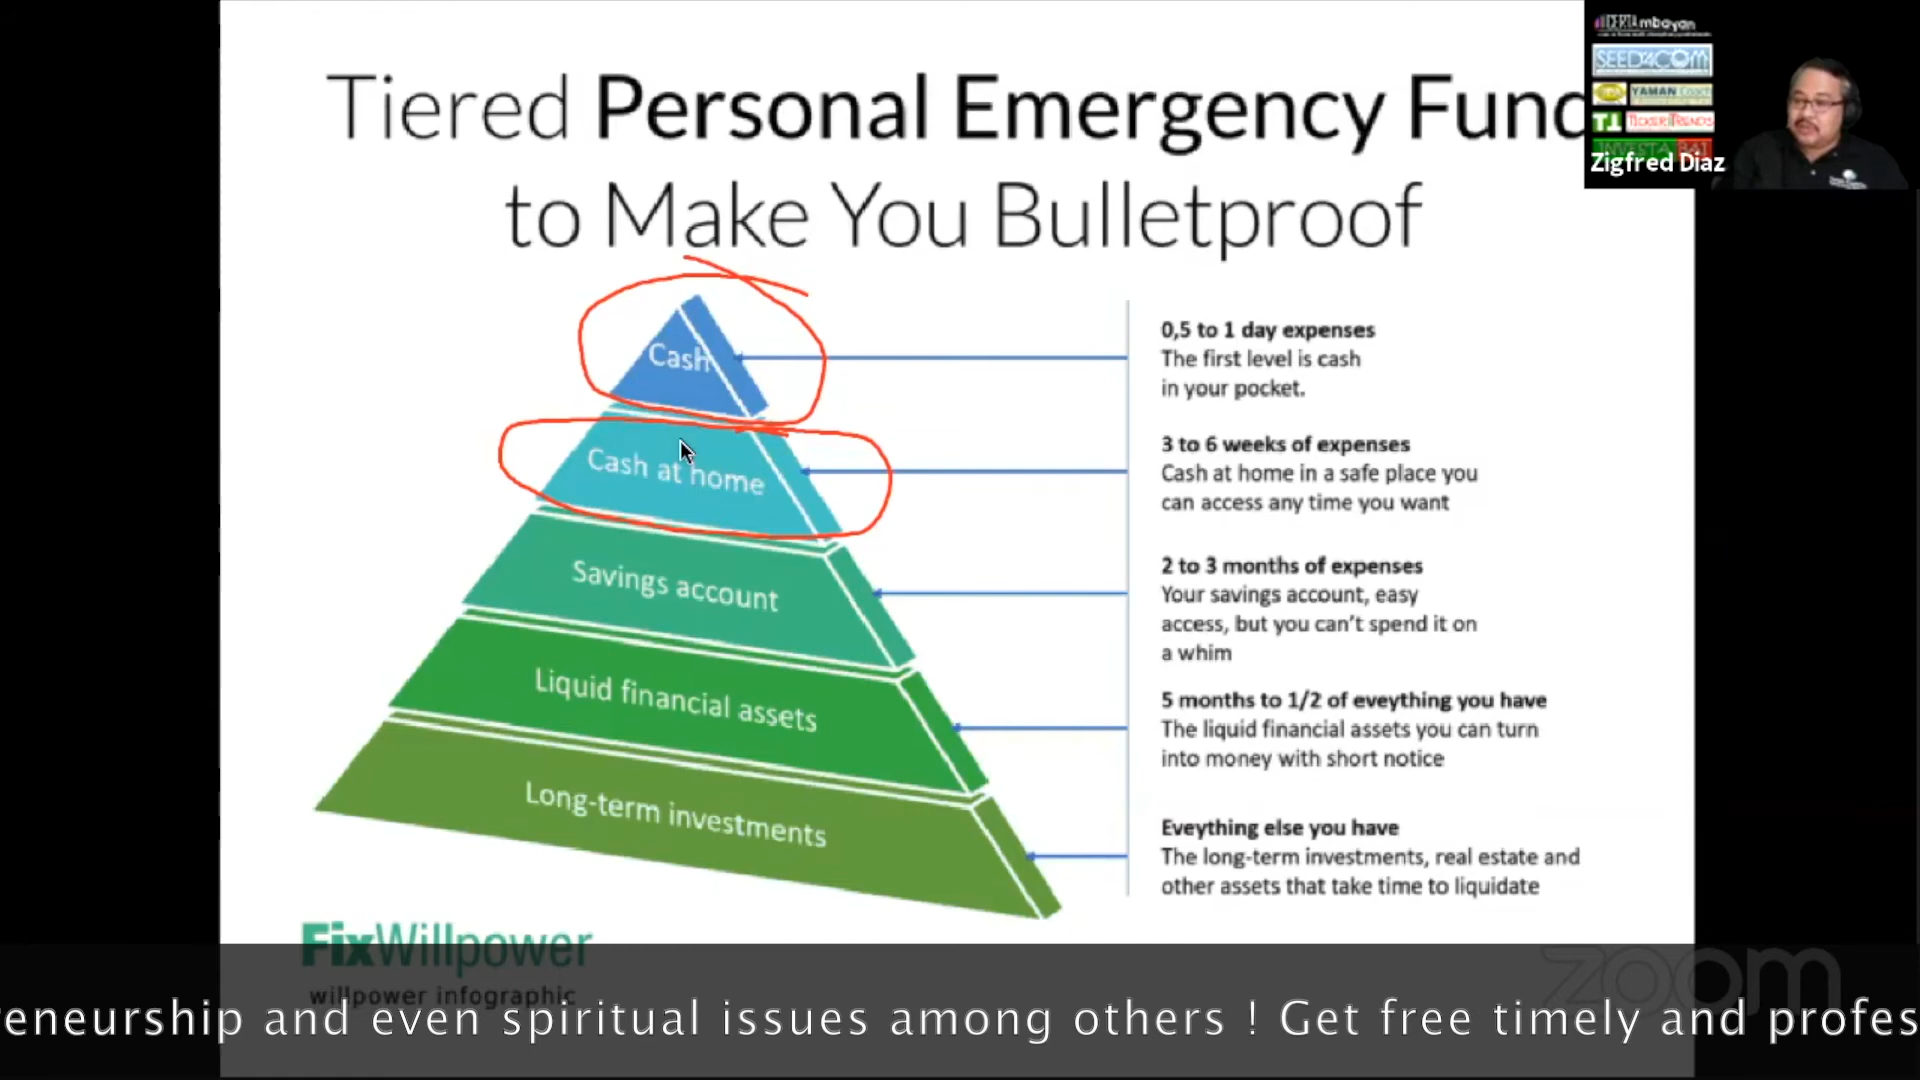 Tiered Personal Emergency Fund
to Make You Bulletproof
Cash
Cash at home
Savings account
Liquid financial assets
Long-term investments
0,5 to 1 day expenses
The first level is cash
in your pocket.
3 to 6 weeks of expenses
Cash at home in a safe place you
can access any time you want
2 to 3 months of expenses
Your savings account, easy
access, but you can't spend it on
a whim
5 months to 1/2 of eveything you have
The liquid financial assets you can turn
into money with short notice
Eveything else you have
The long-term investments, real estate and
other assets that take time to liquidate
FixWillpower
willpower infographic
SEED4COM
YAMAN Coach
TJ TICKERTRENDS
Zigfred Diaz
zoom
reneurship and even spiritual issues among others ! Get free timely and profes